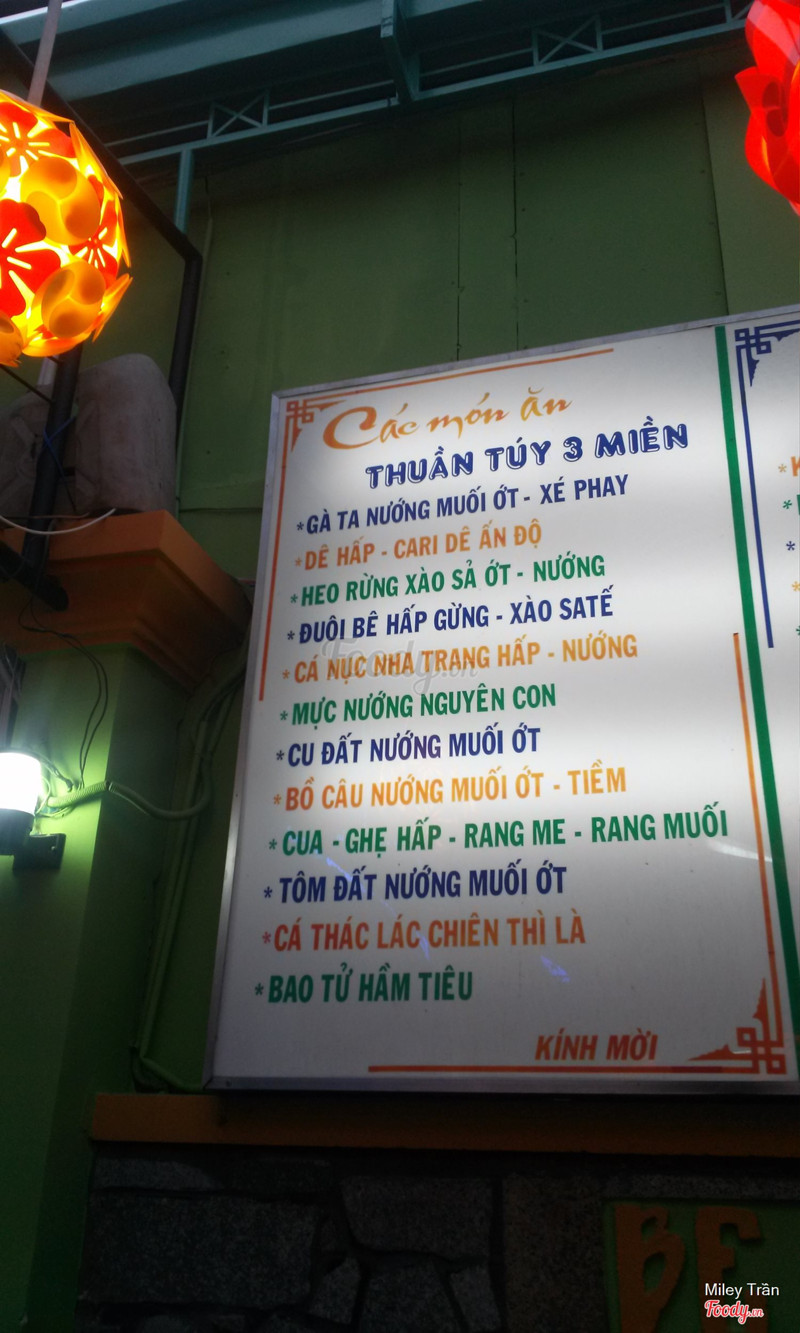 Các món ăn
THUẦN TÚY 3 MIỀN
*GÀ TA NƯỚNG MUỐI ỚT - XÉ PHAY
*DÊ HẤP - CARI DÊ ẤN ĐỘ
*HEO RỪNG XÀO SẢ ỚT - NƯỚNG
*ĐUÔI BÊ HẤP GỪNG - XÀO SATẾ
*CÁ NỤC NHA TRANG HẤP - NƯỚNG
*MỰC NƯỚNG NGUYÊN CON
*CU ĐẤT NƯỚNG MUỐI ỚT
*BỒ CÂU NƯỚNG MUỐI ỚT - TIỀM
*CUA - GHẸ HẤP - RANG ME - RANG MUỐI
*TÔM ĐẤT NƯỚNG MUỐI ỚT
*CÁ THÁC LÁC CHIÊN THÌ LÀ
*BAO TỬ HẦM TIÊU
KÍNH MỜI
Foody.vn
BE
Miley Trần
Foody.vn